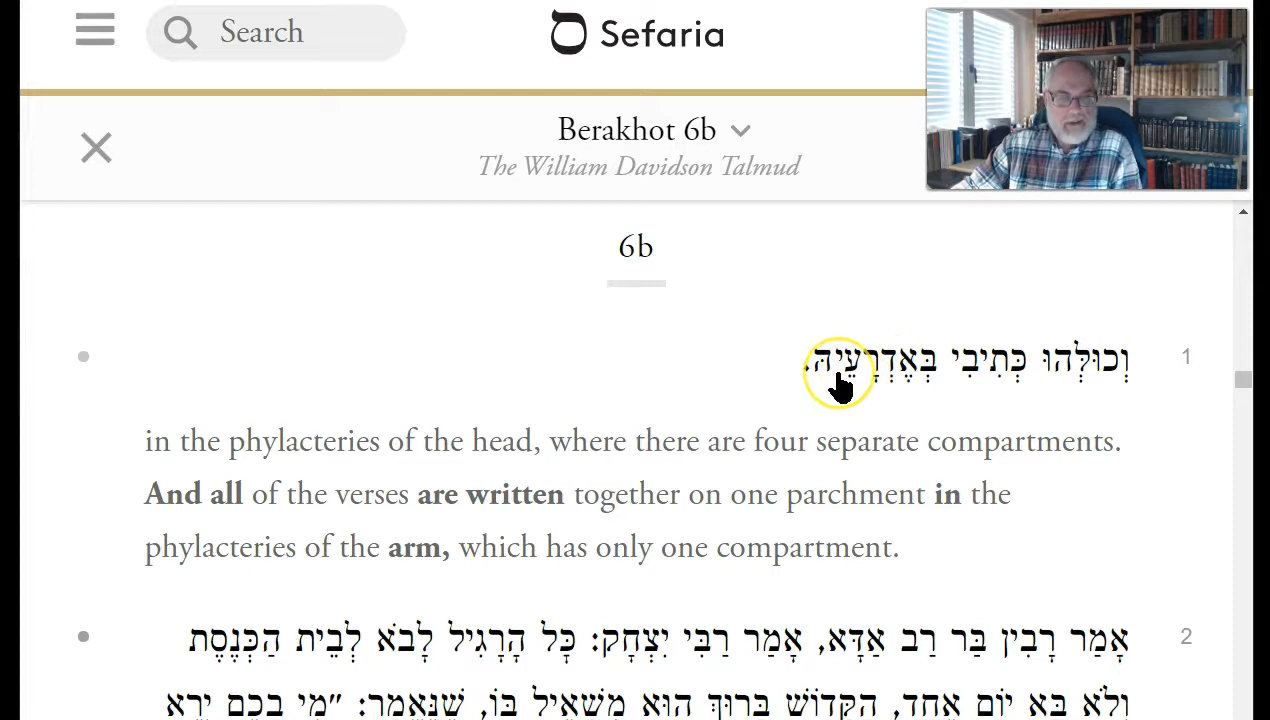 Search
Sefaria
Berakhot 6b
The William Davidson Talmud
6b
וְכוּלְּהוּ כְּתִיבִי בְּאֶדְרָעֵיהּ.
1
in the phylacteries of the head, where there are four separate compartments.
And all of the verses are written together on one parchment in the
phylacteries of the arm, which has only one compartment.
אָמַר רָבִין בַּר רַב אַדָּא, אָמַר רַבִּי יִצְחָק: כׇּל הָרָגִיל לָבֹא לְבֵית הַכְּנֶסֶת
2
וְלֹא בָּא יוֹם אֶחָד, הַקָּדוֹשׁ בָּרוּךְ הוּא מַשְׁאִיל בּוֹ, שֶׁנֶּאֱמַר: ״מִי בָכֶם יְרֵא